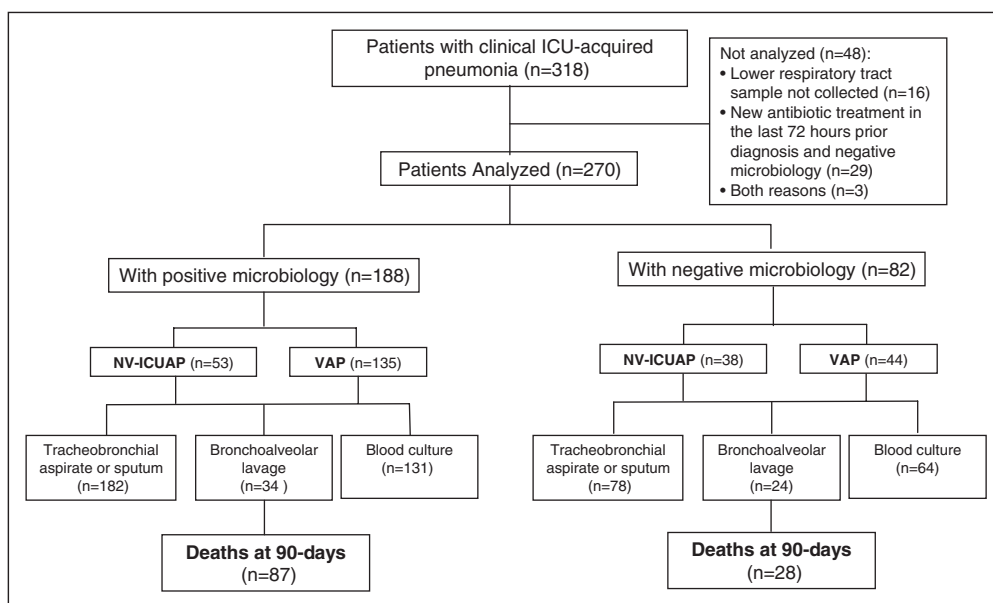 Patients with clinical ICU-acquired
pneumonia (n=318)
Not analyzed (n=48):
• Lower respiratory tract
sample not collected (n=16)
• New antibiotic treatment in
the last 72 hours prior
diagnosis and negative
microbiology (n=29)
• Both reasons (n=3)
Patients Analyzed (n=270)
With positive microbiology (n=188)
With negative microbiology (n=82)
NV-ICUAP (n=53)
VAP (n=135)
NV-ICUAP (n=38)
VAP (n=44)
Tracheobronchial
aspirate or sputum
(n=182)
Bronchoalveolar
lavage
(n=34 )
Blood culture
(n=131)
Tracheobronchial
aspirate or sputum
(n=78)
Bronchoalveolar
lavage
(n=24)
Blood culture
(n=64)
Deaths at 90-days
(n=87)
Deaths at 90-days
(n=28)